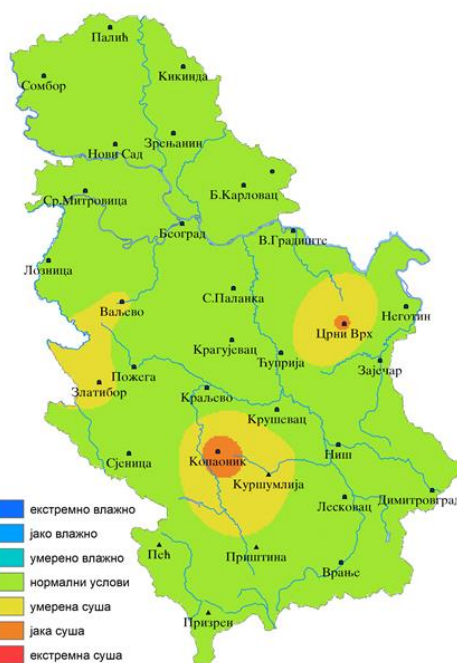 Палић
Сомбор
Кикинда
Зрењанин
Нови Сад
Б.Карловац
Ср.Митровица
Београд
В.Градиште
Лозница
С.Паланка
Ваљево
Неготин
Црни Врх
Крагујевац
Ћуприја
Зајечар
Пожега
Златибор
Краљево
Крушевац
Сјеница
Копаоник
Ниш
Куршумлија
Лесковац
Димитровград
Пећ
Приштина
Врање
Призрен
екстремно влажно
јако влажно
умерено влажно
нормални услови
умерена суша
јака суша
екстремна суша